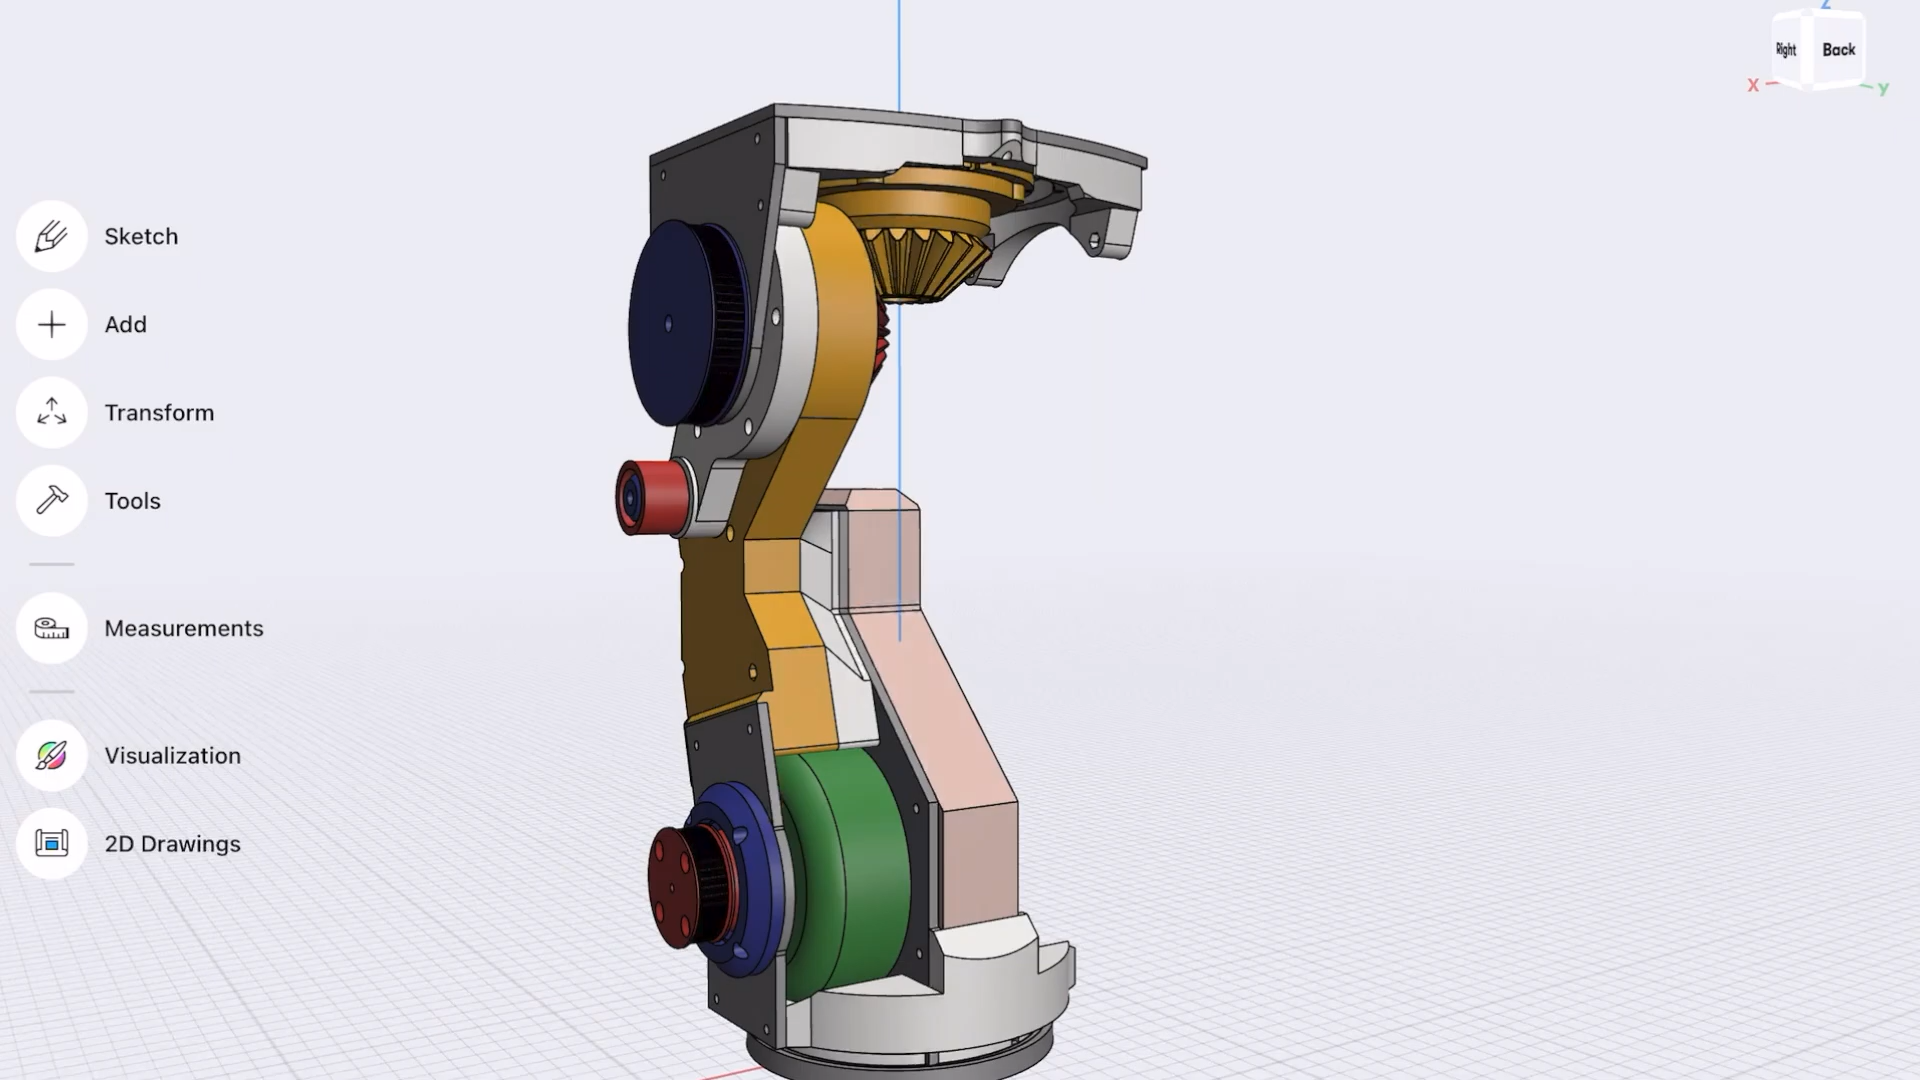 Z
Right
Back
X
y
Sketch
Add
Transform
Tools
Measurements
Visualization
2D Drawings